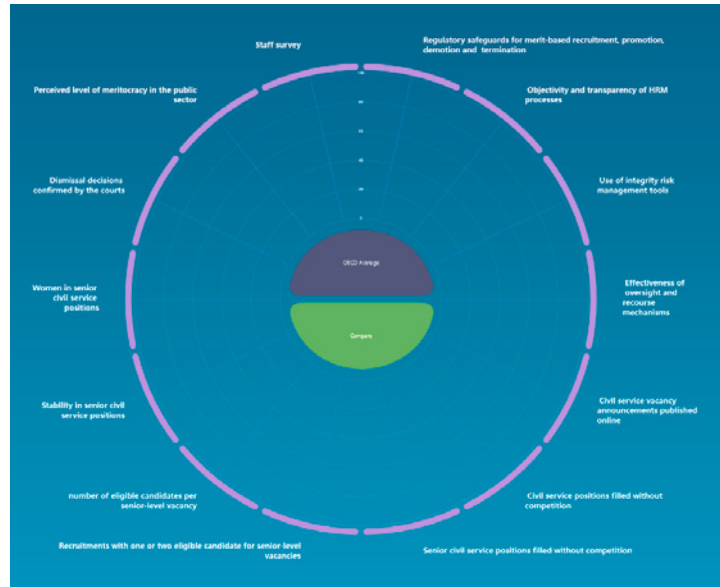 Staff survey
Regulatory safeguards for merit-based recruitment, promotion,
demotion and termination
Perceived level of meritocracy in the public
sector
Objectivity and transparency of HRM
processes
Dismissal decisions
confirmed by the courts
Use of integrity risk
management tools
OECD Average
Women in senior
civil service
positions
Effectiveness of
oversight and
recourse
mechanisms
Compare
Stability in senior civil
service positions
Civil service vacancy
announcements published
online
number of eligible candidates per
senior-level vacancy
Civil service positions filled without
competition
Recruitments with one or two eligible candidate for senior-level
vacancies
Senior civil service positions filled without competition